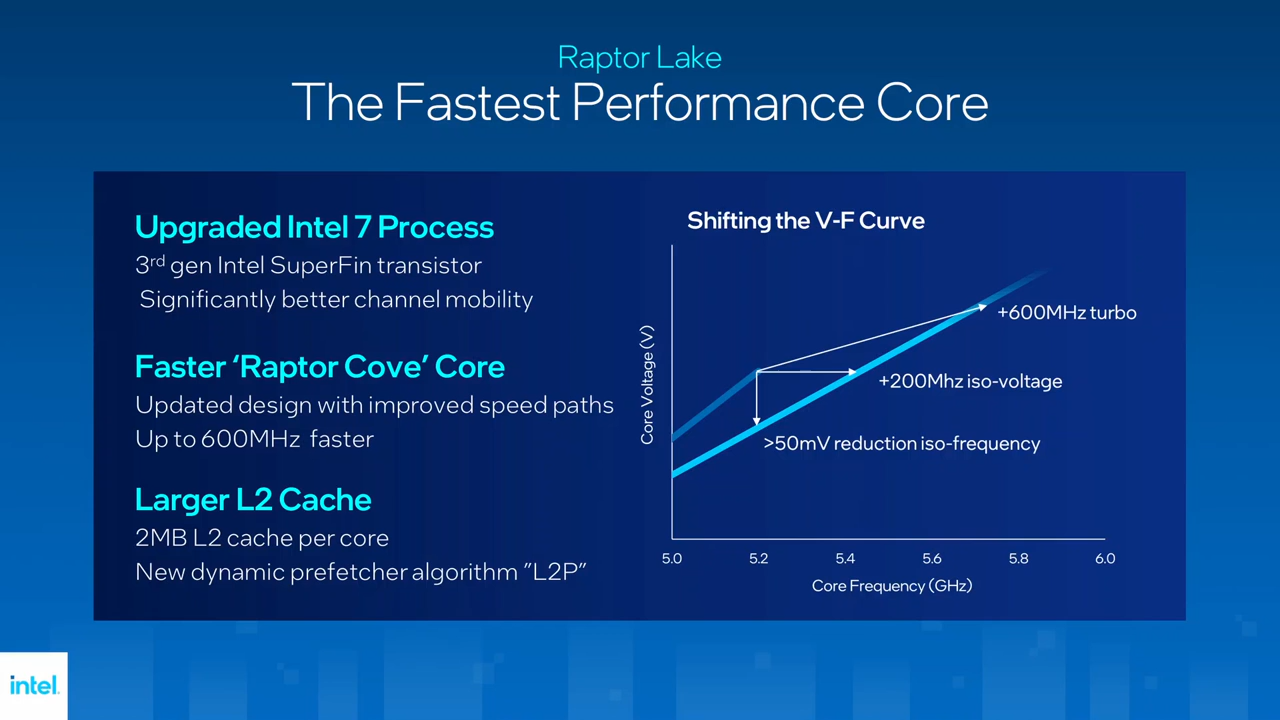 Raptor Lake
The Fastest Performance Core
Upgraded Intel 7 Process
3rd gen Intel SuperFin transistor
Significantly better channel mobility
Faster ‘Raptor Cove’ Core
Updated design with improved speed paths
Up to 600MHz faster
Larger L2 Cache
2MB L2 cache per core
New dynamic prefetcher algorithm ”L2P”
Shifting the V-F Curve
Core Voltage (V)
+600MHz turbo
+200Mhz iso-voltage
>50mV reduction iso-frequency
5.0 5.2 5.4 5.6 5.8 6.0
Core Frequency (GHz)
intel.